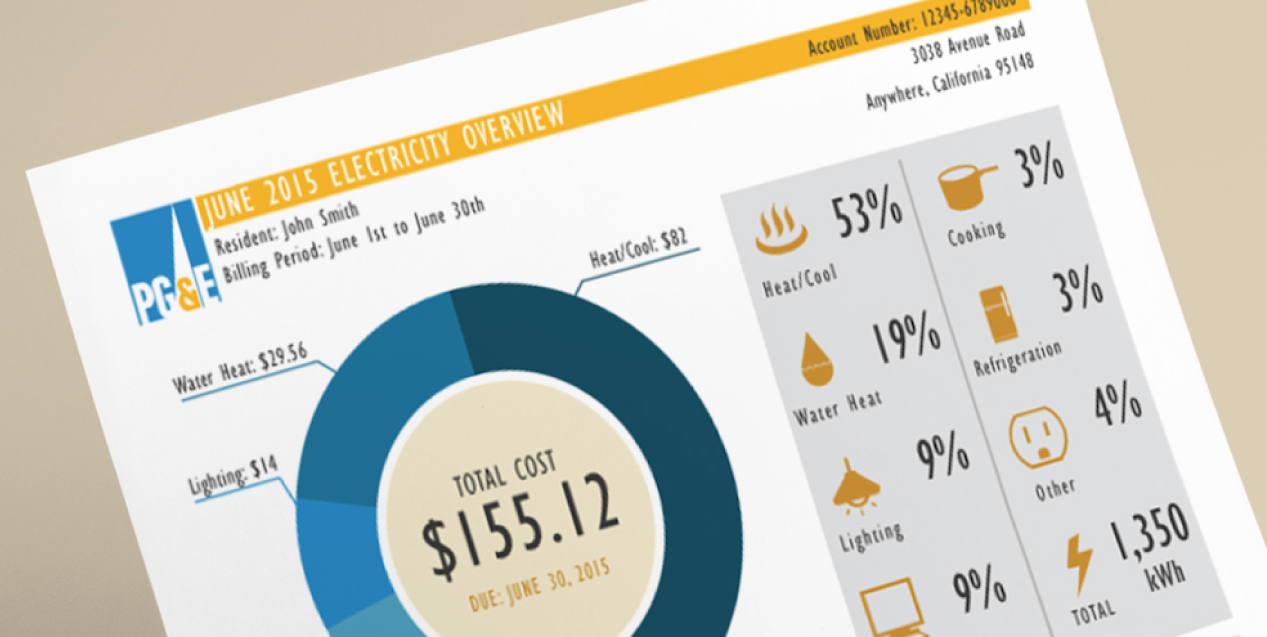 Account Number: 12345-6789000
3038 Avenue Road
Anywhere, California 95148
JUNE 2015 ELECTRICITY OVERVIEW
PG&E
Resident: John Smith
Billing Period: June 1st to June 30th
Heat/Cool: $82
Water Heat: $29.56
Lighting: $14
TOTAL COST
$155.12
DUE: JUNE 30, 2015
53%
Heat/Cool
19%
Water Heat
9%
Lighting
9%
3%
Cooking
3%
Refrigeration
4%
Other
1,350
kWh
TOTAL